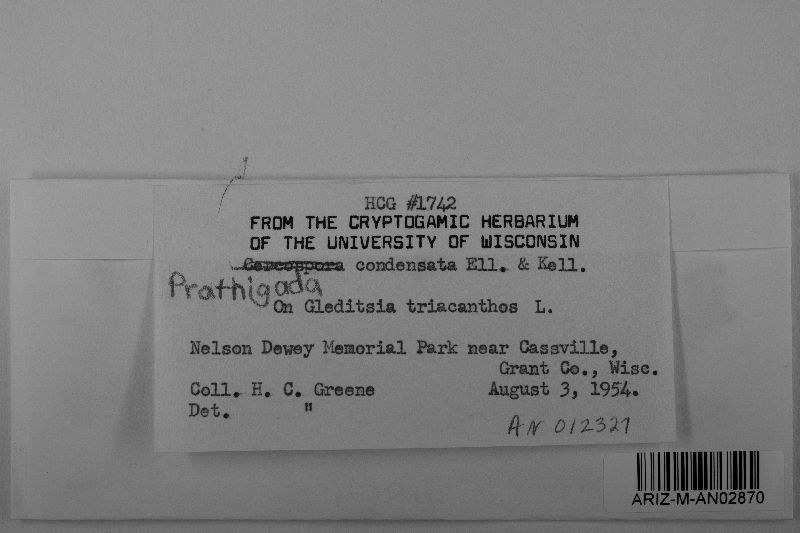 HCG #1742
FROM THE CRYPTOGAMIC HERBARIUM
OF THE UNIVERSITY OF WISCONSIN
Cercospora condensata Ell. & Kell.
Prathigada
On Gleditsia triacanthos L.
Nelson Dewey Memorial Park near Cassville,
Grant Co., Wisc.
Coll. H. C. Greene August 3, 1954.
Det. "
AN 012327
ARIZ-M-AN02870